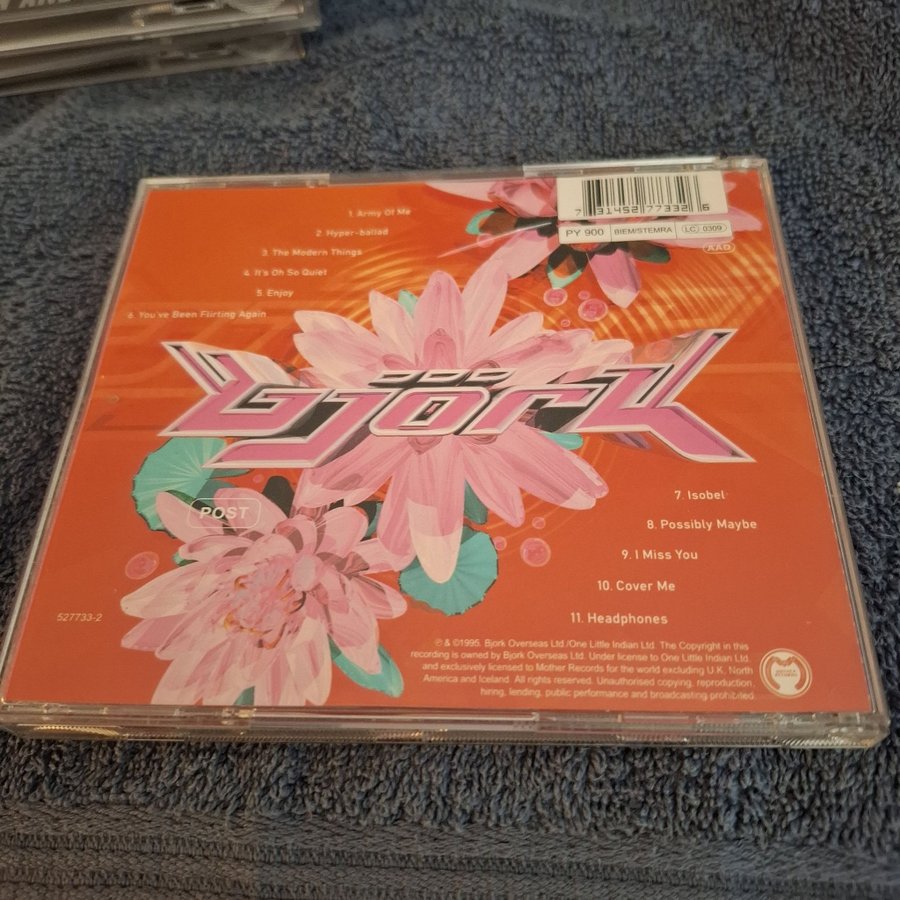 1. Army Of Me
2. Hyper-ballad
3. The Modern Things
4. It's Oh So Quiet
5. Enjoy
6. You've Been Flirting Again
7 31452 77332 6
PY 900
BIEM/STEMRA
LC 0309
AAD
björk
POST
7. Isobel
8. Possibly Maybe
9. I Miss You
10. Cover Me
11. Headphones
527733-2
℗ & ©1995. Bjork Overseas Ltd /One Little Indian Ltd. The Copyright in this
recording is owned by Bjork Overseas Ltd. Under license to One Little Indian Ltd.
and exclusively licensed to Mother Records for the world excluding U.K. North
America and Iceland. All rights reserved. Unauthorised copying, reproduction,
hiring, lending, public performance and broadcasting prohibited.